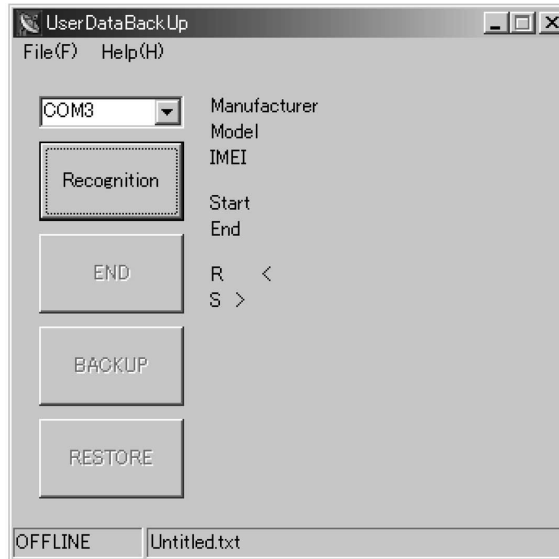 UserDataBackUp
File(F) Help(H)
COM3
Recognition
END
BACKUP
RESTORE
Manufacturer
Model
IMEI
Start
End
R <
S >
OFFLINE Untitled.txt